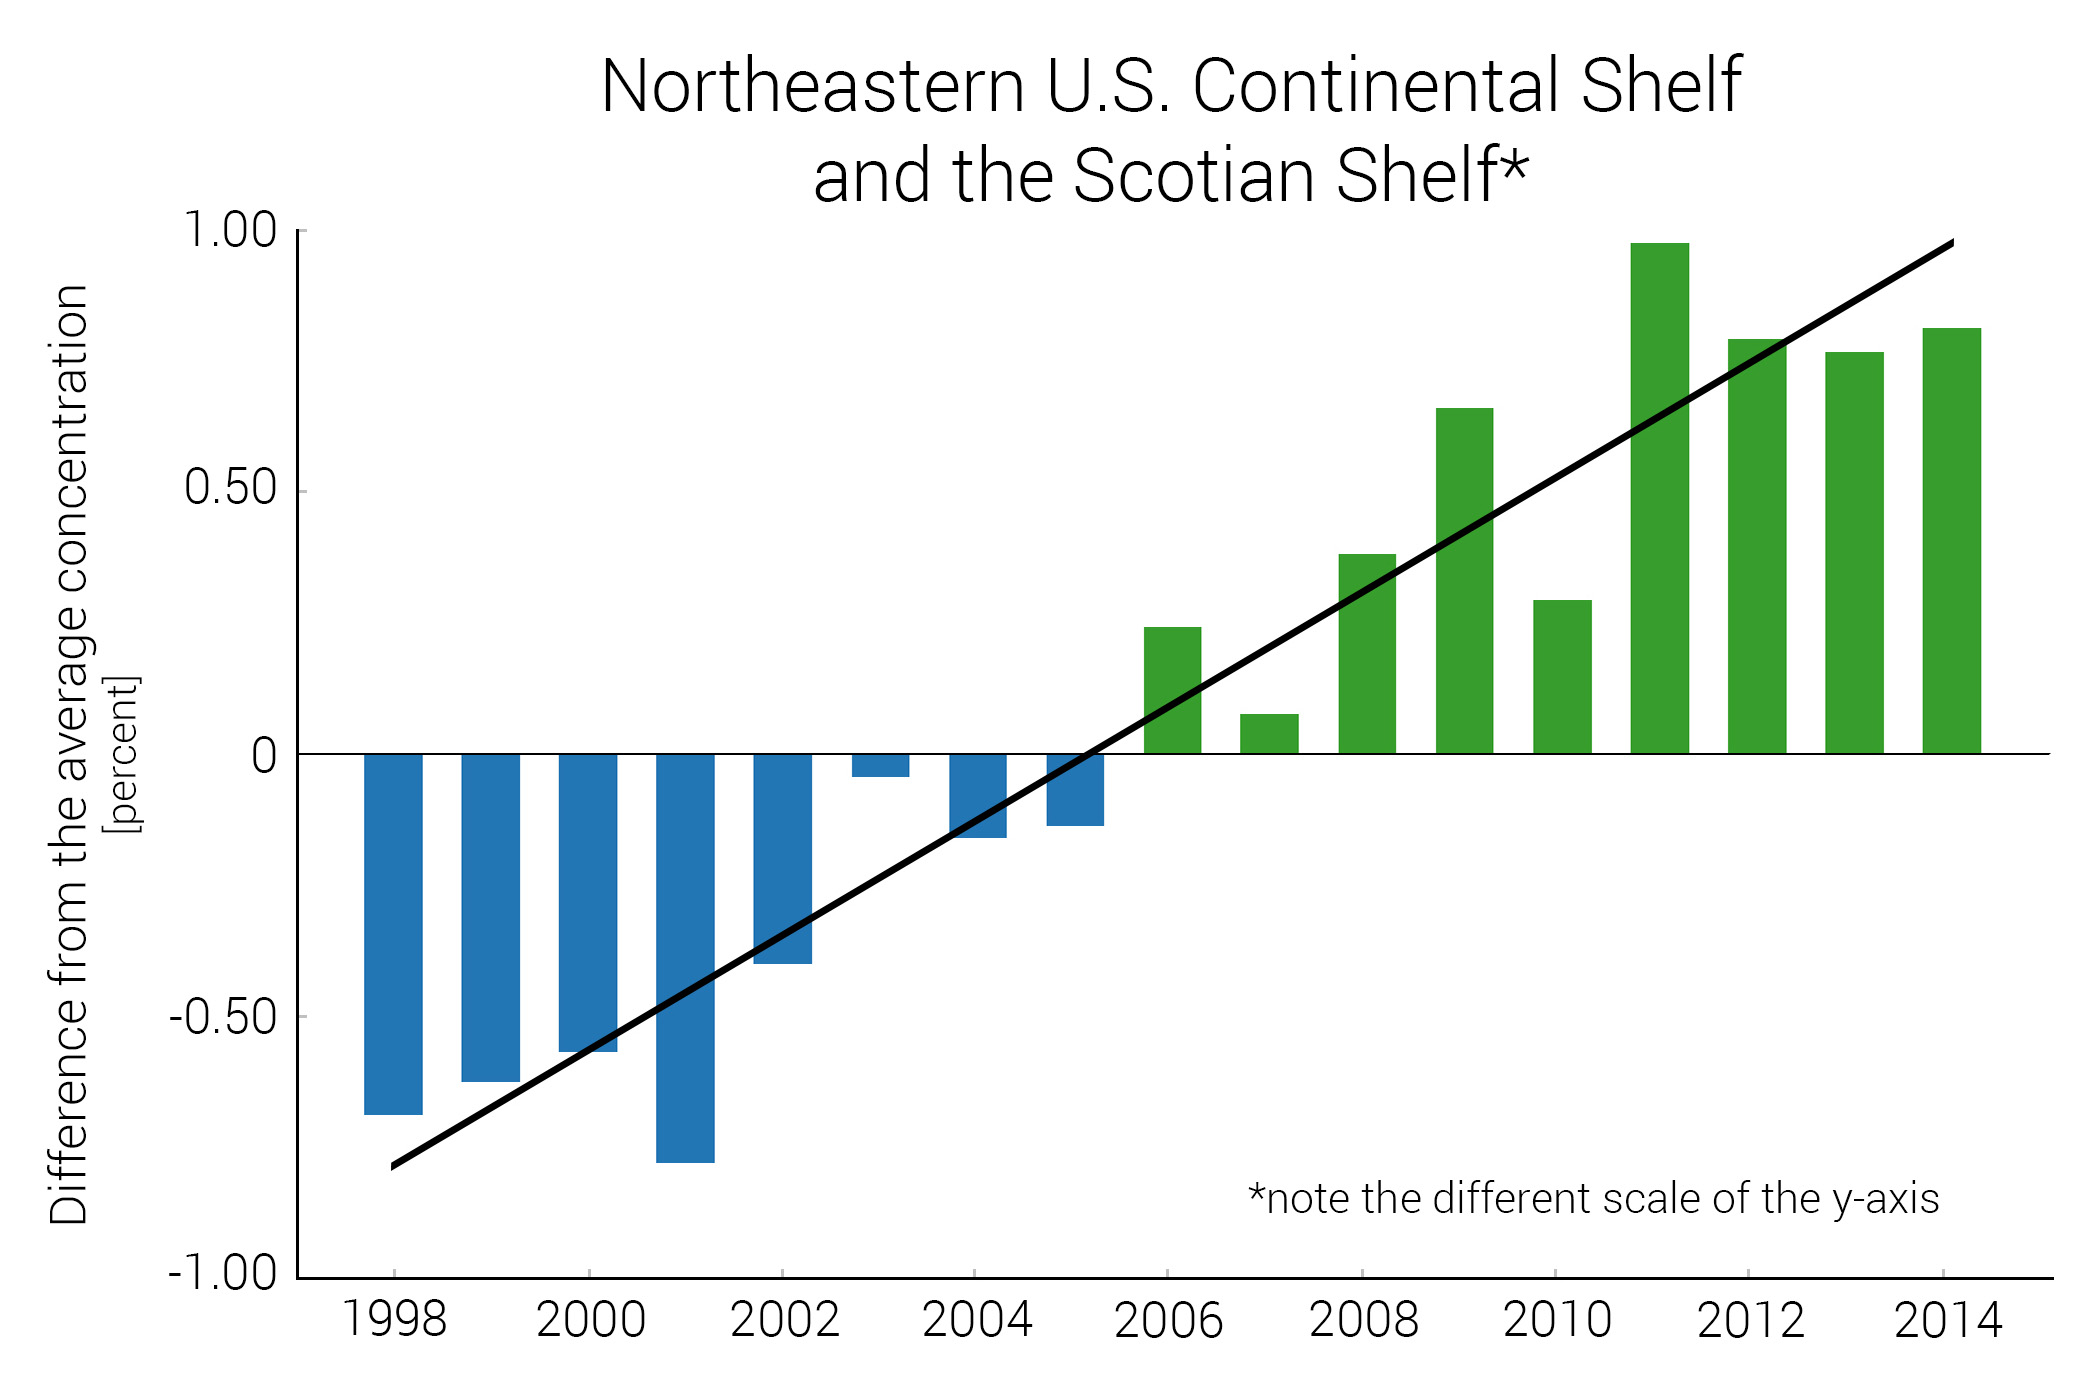 Northeastern U.S. Continental Shelf
and the Scotian Shelf*
Difference from the average concentration
[percent]
1.00
0.50
0
-0.50
-1.00
*note the different scale of the y-axis
1998 2000 2002 2004 2006 2008 2010 2012 2014